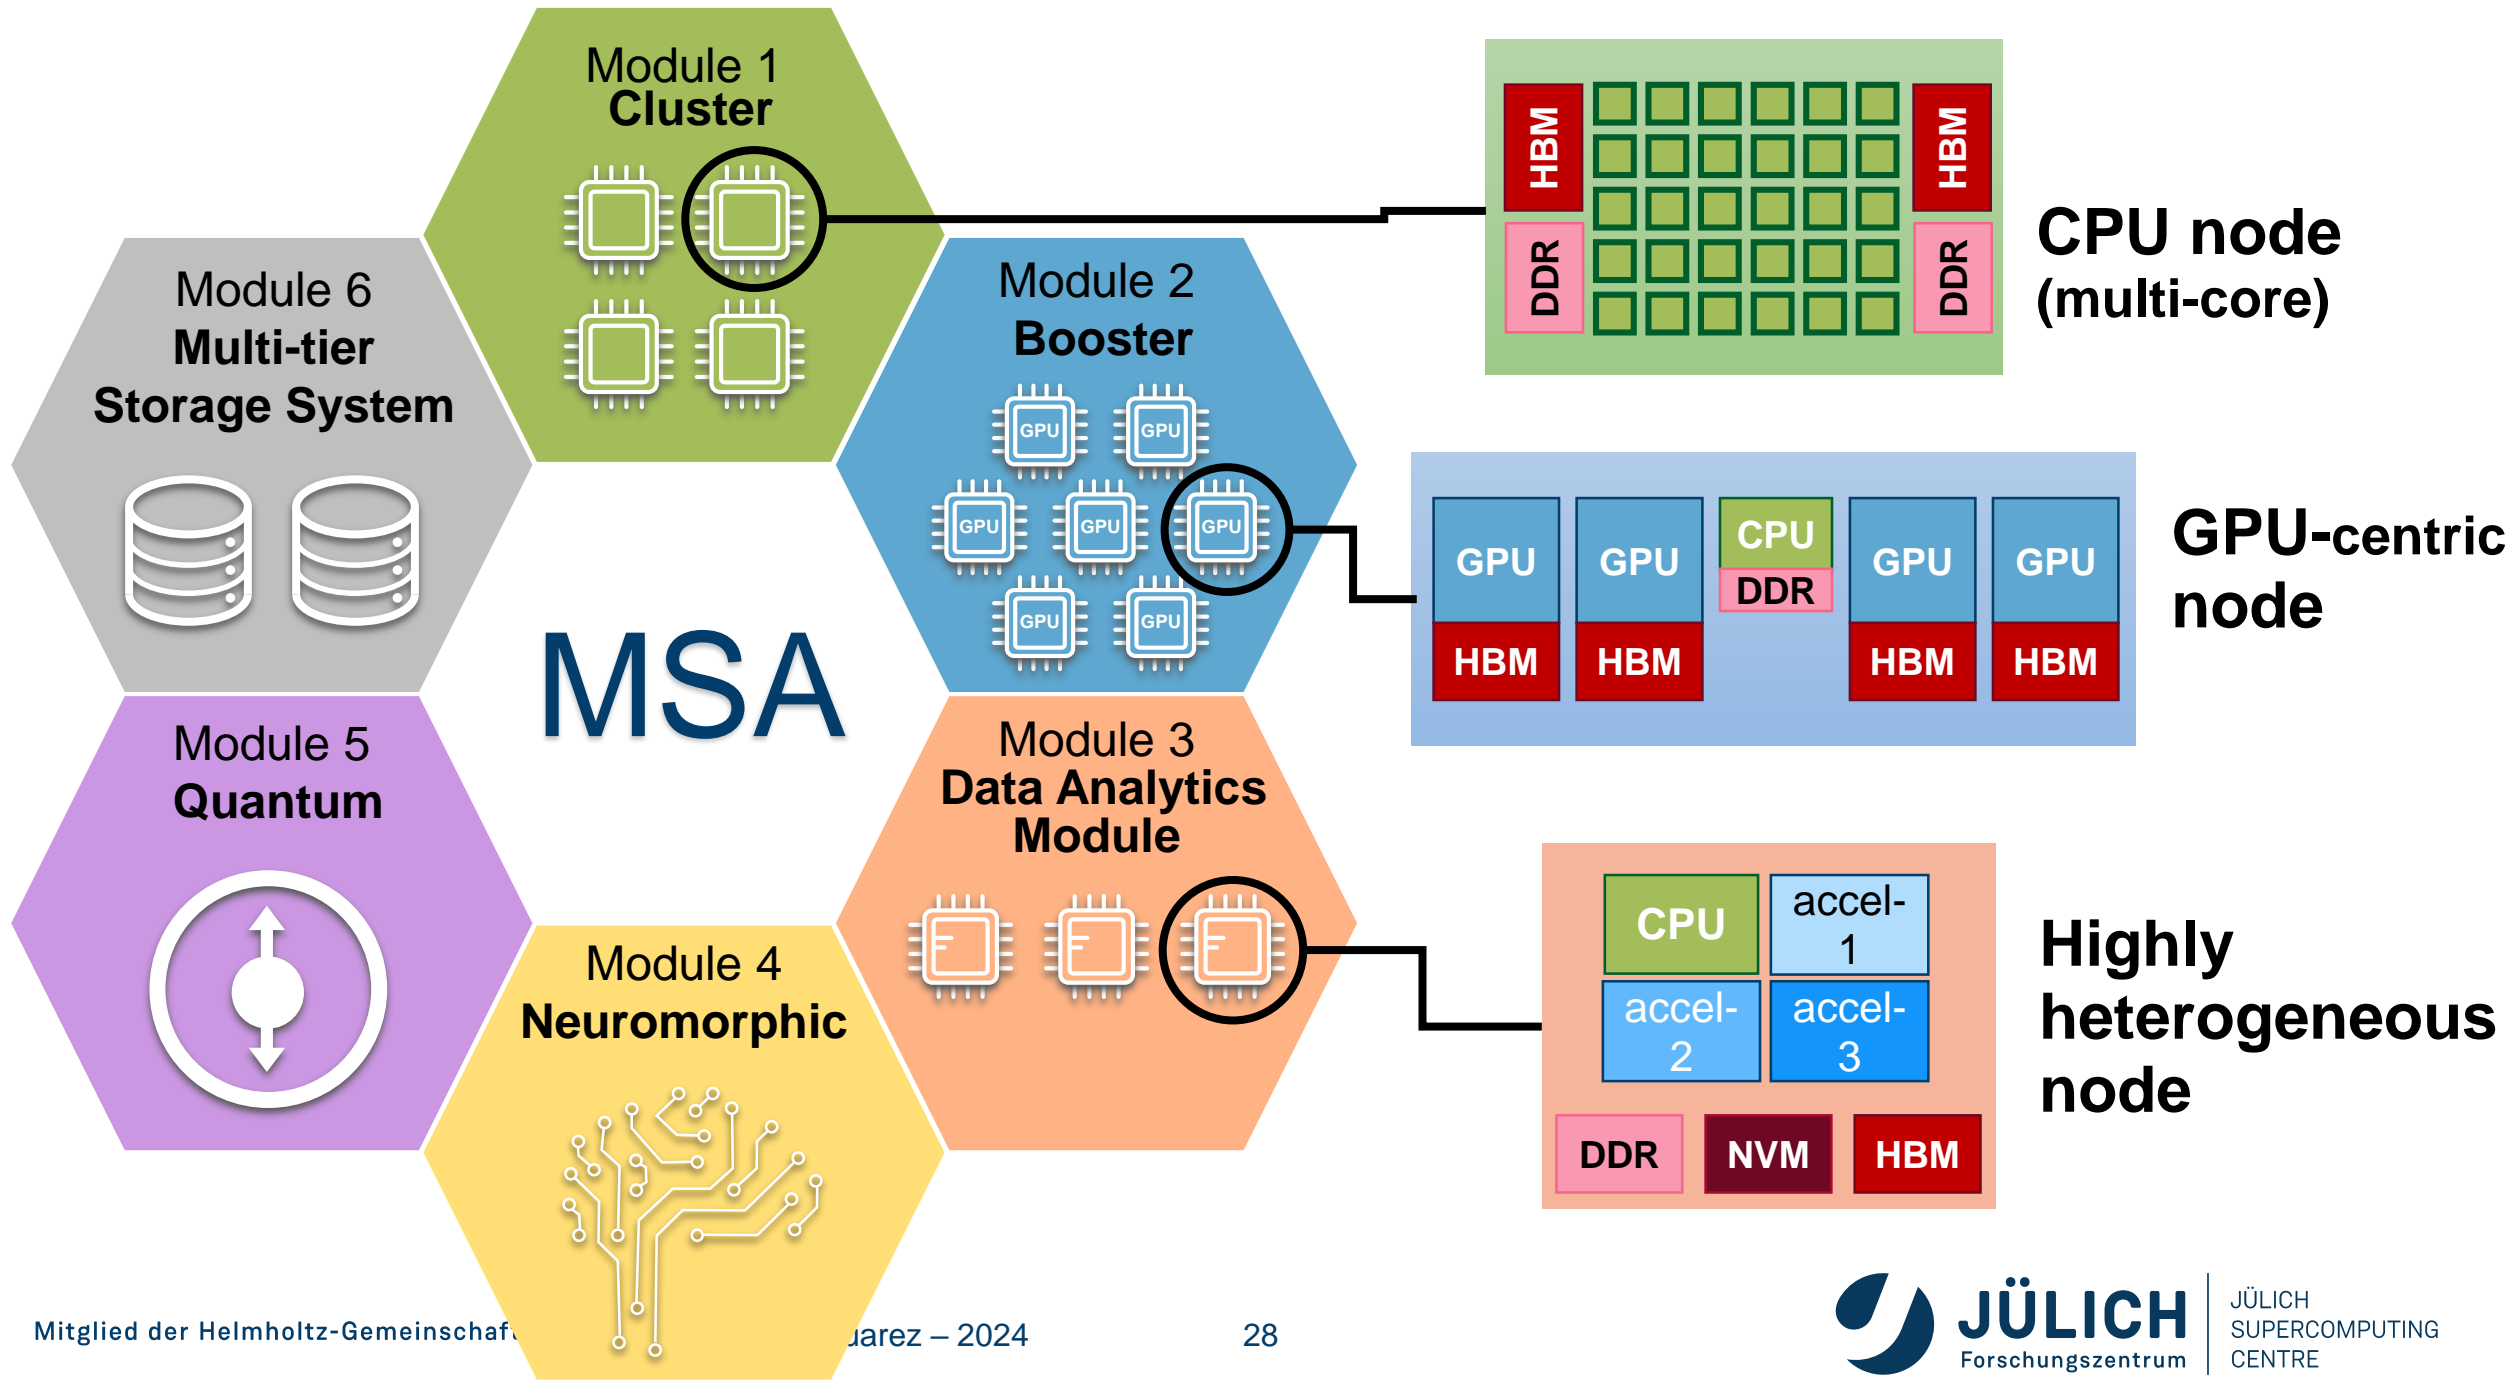 Module 1
Cluster
Module 6
Multi-tier
Storage System
Module 2
Booster
GPU
GPU
GPU
GPU
GPU
GPU
GPU
MSA
Module 5
Quantum
Module 3
Data Analytics
Module
Module 4
Neuromorphic
HBM
HBM
DDR
DDR
CPU node
(multi-core)
GPU
GPU
CPU
DDR
GPU
GPU
HBM
HBM
HBM
HBM
GPU-centric
node
CPU
accel-
1
accel-
2
accel-
3
DDR
NVM
HBM
Highly
heterogeneous
node
Mitglied der
– 2024
28
JÜLICH
Forschungszentrum
JÜLICH
SUPERCOMPUTING
CENTRE